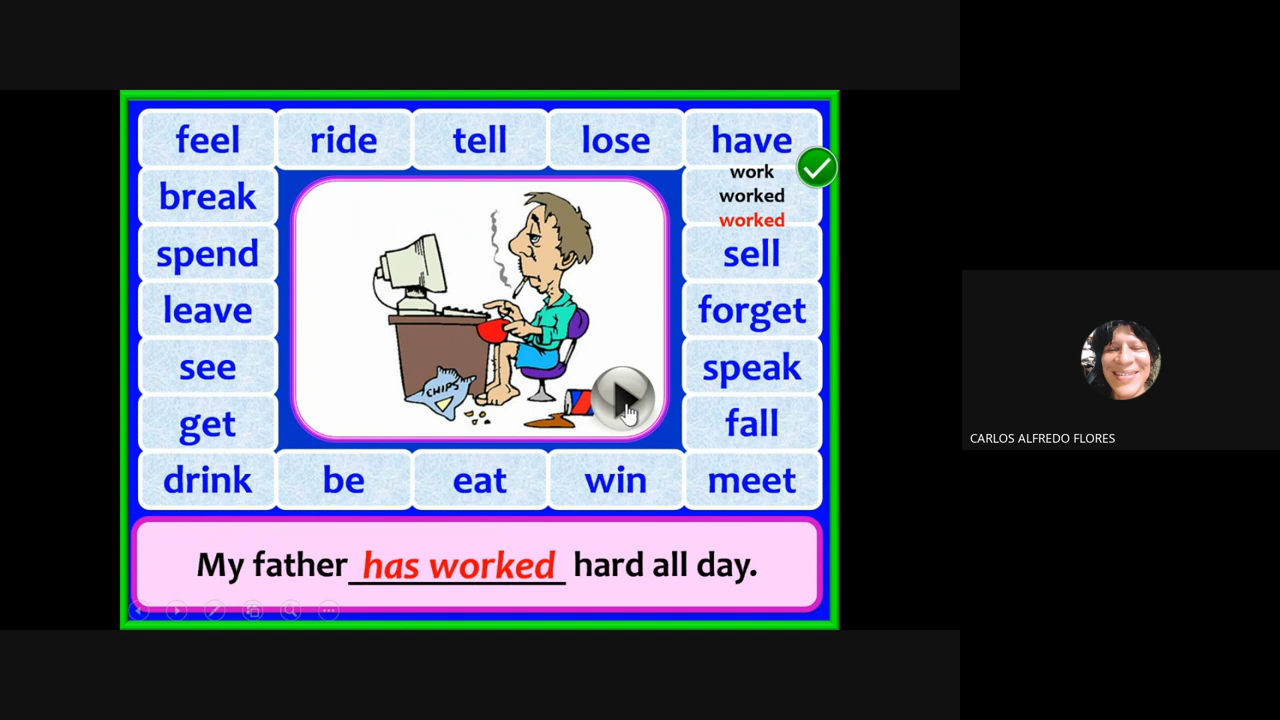 feel ride tell lose have
break work
worked
worked
spend sell
leave forget
see speak
get fall
CHIPS
drink be eat win meet
My father has worked hard all day.
CARLOS ALFREDO FLORES